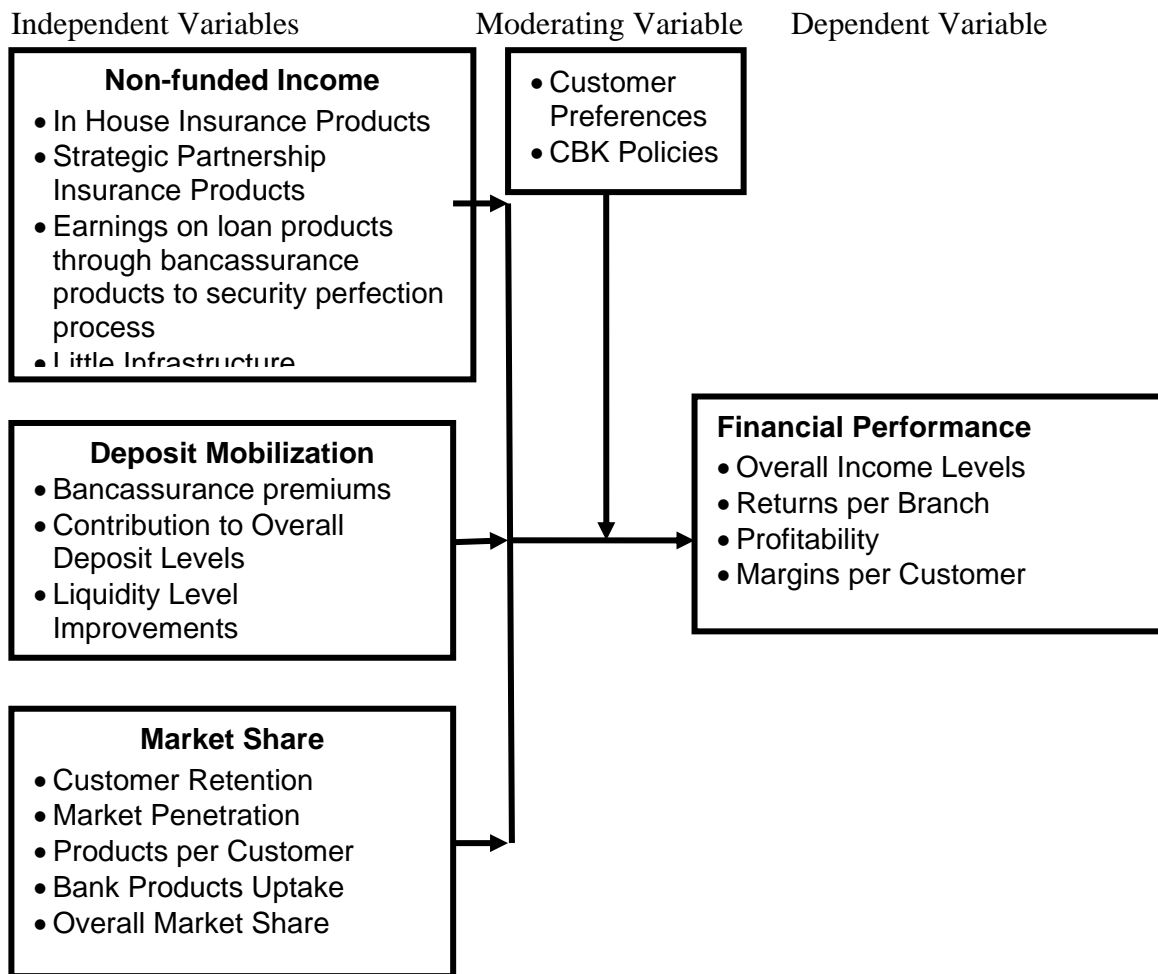 Independent Variables
Moderating Variable
Dependent Variable
Non-funded Income
• In House Insurance Products
• Strategic Partnership
Insurance Products
• Earnings on loan products
through bancassurance
products to security perfection
process
• Little Infrastructure
• Customer
Preferences
• CBK Policies
Deposit Mobilization
• Bancassurance premiums
• Contribution to Overall
Deposit Levels
• Liquidity Level
Improvements
Financial Performance
• Overall Income Levels
• Returns per Branch
• Profitability
• Margins per Customer
Market Share
• Customer Retention
• Market Penetration
• Products per Customer
• Bank Products Uptake
• Overall Market Share